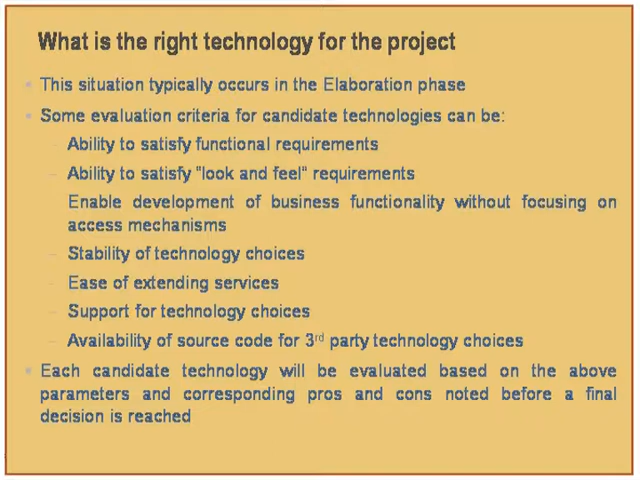 What is the right technology for the project
This situation typically occurs in the Elaboration phase
Some evaluation criteria for candidate technologies can be:
Ability to satisfy functional requirements
Ability to satisfy "look and feel" requirements
Enable development of business functionality without focusing on
access mechanisms
Stability of technology choices
Ease of extending services
Support for technology choices
Availability of source code for 3rd party technology choices
Each candidate technology will be evaluated based on the above
parameters and corresponding pros and cons noted before a final
decision is reached